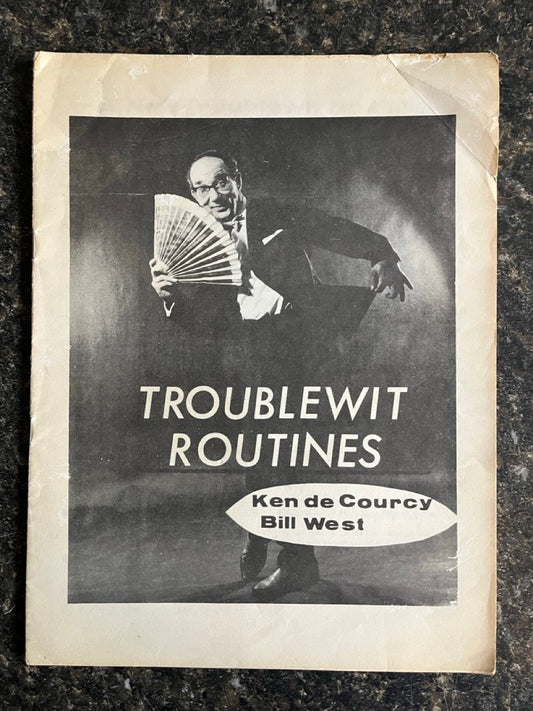 TROUBLEWIT
ROUTINES
Ken de Courcy
Bill West